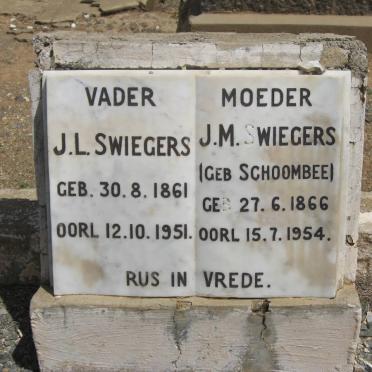 VADER
J.L. SWIEGERS
GEB. 30.8.1861
OORL 12.10.1951.
MOEDER
J.M. SWIEGERS
(GEB SCHOOMBEE)
GEB 27.6.1866
OORL 15.7.1954.
RUS IN VREDE.